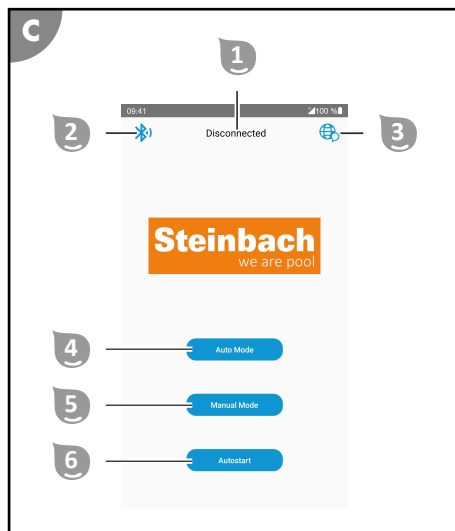 C
1
2
3
09:41
100 %
Disconnected
Steinbach
we are pool
4
Auto Mode
5
Manual Mode
6
Autostart